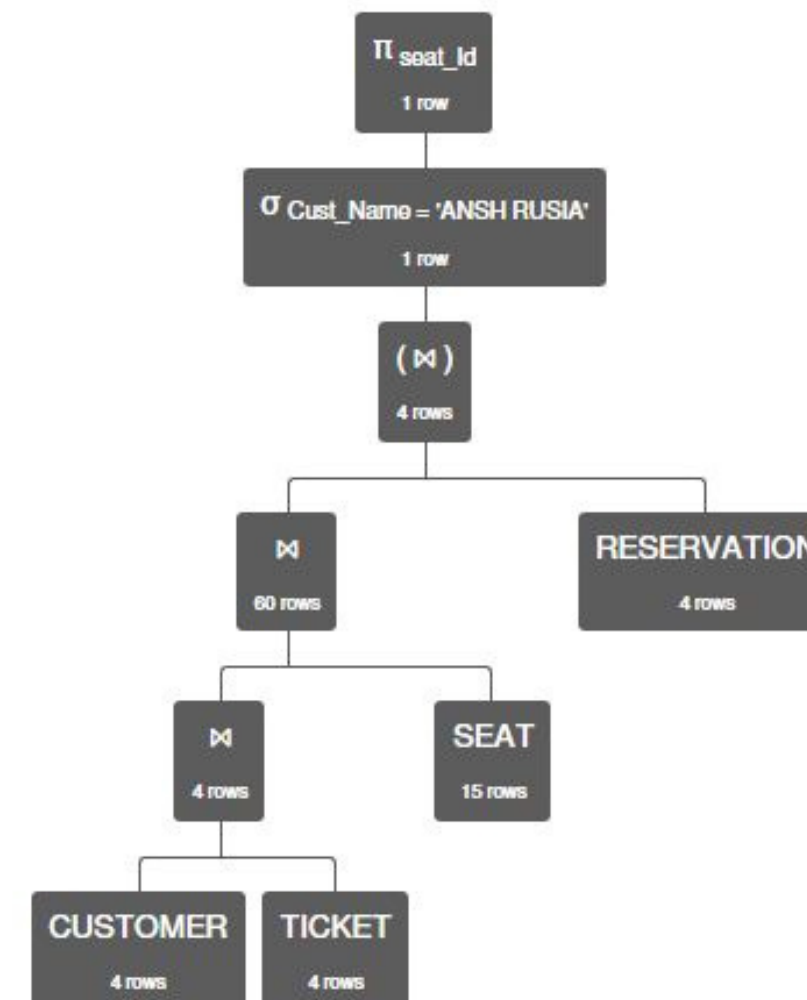 π seat_Id
1 row
σ Cust_Name = 'ANSH RUSIA'
1 row
( ⋈ )
4 rows
⋈
60 rows
RESERVATION
4 rows
⋈
4 rows
SEAT
15 rows
CUSTOMER
4 rows
TICKET
4 rows